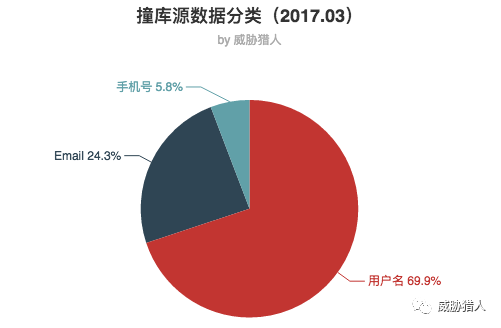 撞库源数据分类（2017.03）
by 威胁猎人
手机号 5.8%
Email 24.3%
用户名 69.9%
威胁猎人